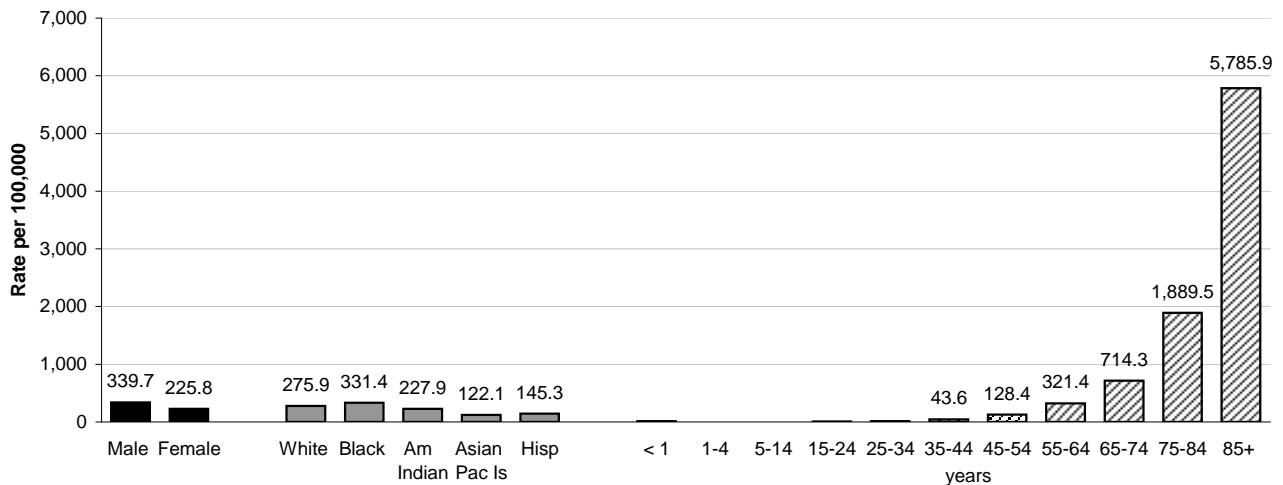 7,000
6,000
5,000
4,000
3,000
2,000
1,000
0
Rate per 100,000
339.7
225.8
275.9
331.4
227.9
122.1
145.3
43.6
128.4
321.4
714.3
1,889.5
5,785.9
Male
Female
White
Black
Am
Indian
Asian
Pac Is
Hisp
< 1
1-4
5-14
15-24
25-34
35-44
45-54
55-64
65-74
75-84
85+
years